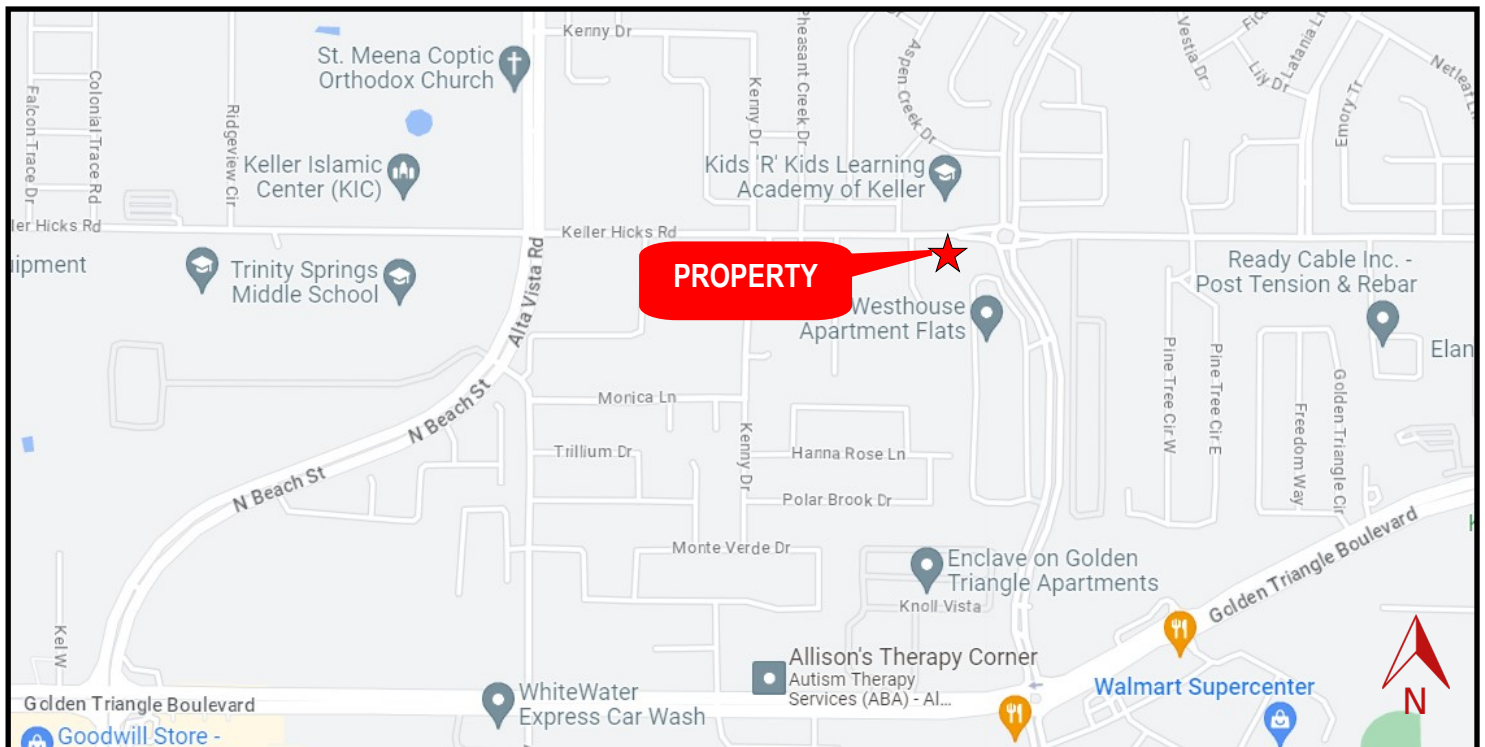 Kenny Dr
St. Meena Coptic
Orthodox Church
Falcon Trace Dr
Colonial Trace Rd
Ridgeview Cir
Kenny Dr
Pheasant Creek Dr
Aspen Creek Dr
Vestia Dr
Lily Dr
Latania Ln
Emory Tr
Netleaf
Keller Islamic
Center (KIC)
Kids 'R' Kids Learning
Academy of Keller
ler Hicks Rd
Keller Hicks Rd
PROPERTY
ipment
Trinity Springs
Middle School
Alta Vista Rd
Westhouse
Apartment Flats
Ready Cable Inc. -
Post Tension & Rebar
Elan
N Beach St
N Beach St
Monica Ln
Trillium Dr
Kenny Dr
Hanna Rose Ln
Polar Brook Dr
Monte Verde Dr
Pine Tree Cir W
Pine Tree Cir E
Freedom Way
Golden Triangle Cir
Golden Triangle Boulevard
Enclave on Golden
Triangle Apartments
Knoll Vista
Kel W
Allison's Therapy Corner
Autism Therapy
Services (ABA) - Al...
WhiteWater
Express Car Wash
Walmart Supercenter
N
Golden Triangle Boulevard
Goodwill Store -